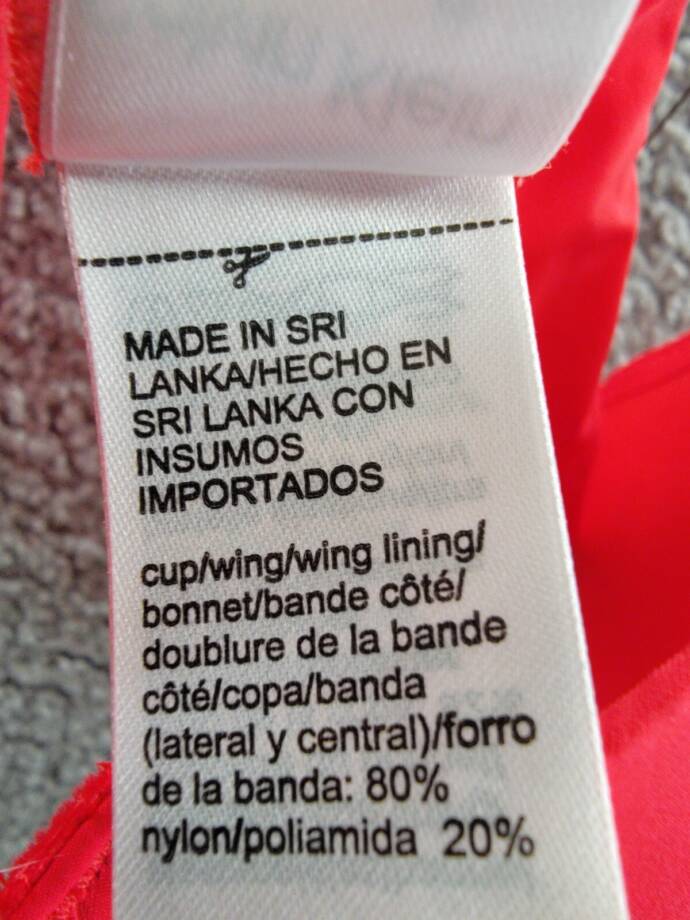 Klein
MADE IN SRI
LANKA/HECHO EN
SRI LANKA CON
INSUMOS
IMPORTADOS
cup/wing/wing lining/
bonnet/bande côté/
doublure de la bande
côté/copa/banda
(lateral y central)/forro
de la banda: 80%
nylon/poliamida 20%